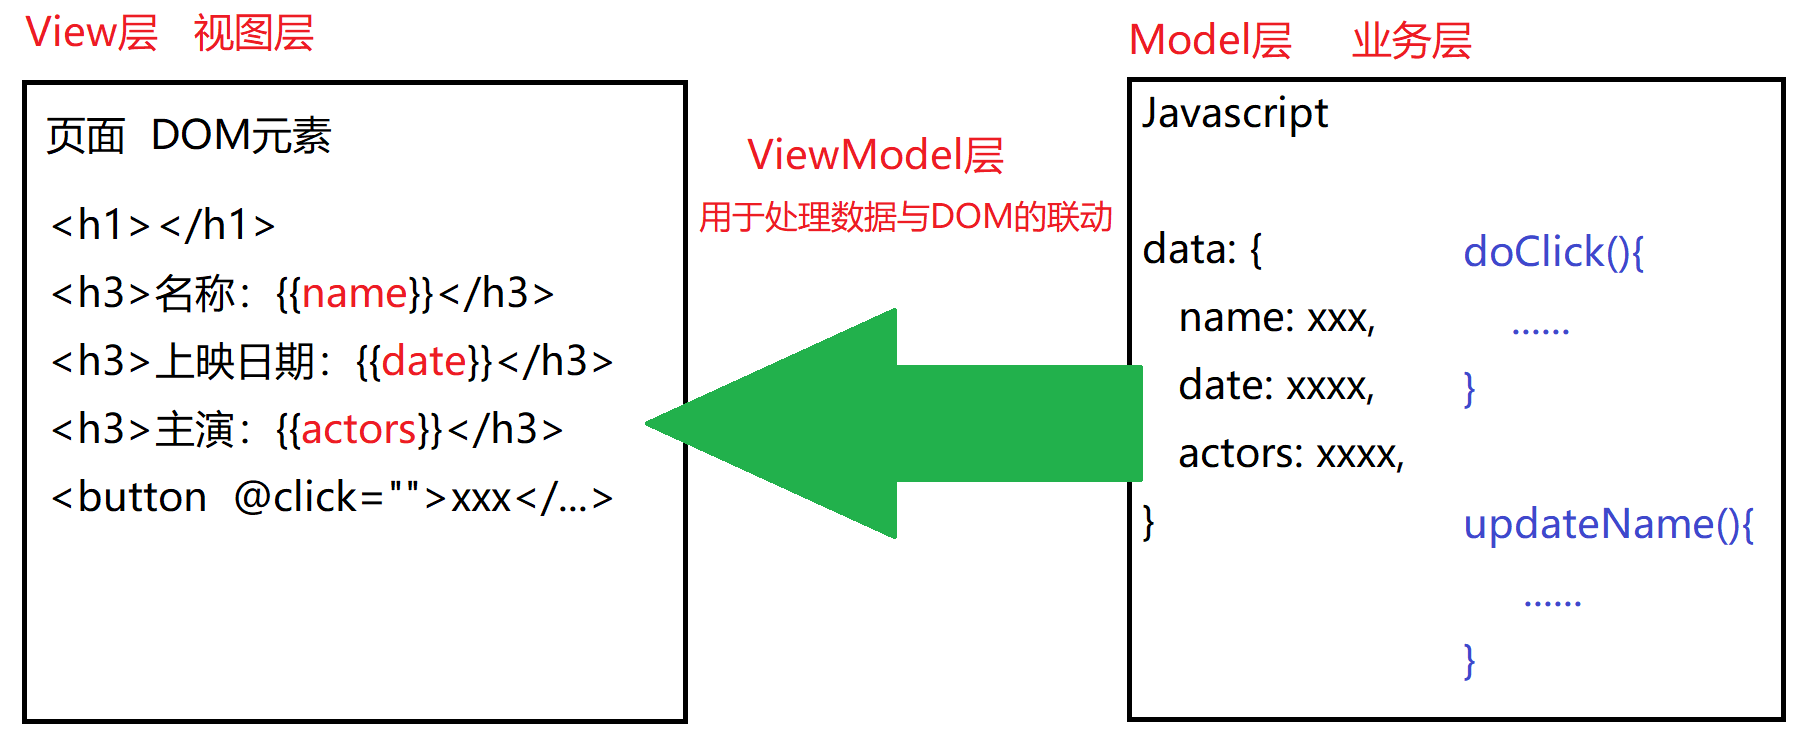 View层 视图层
页面 DOM元素
<h1></h1>
<h3>名称：{{name}}</h3>
<h3>上映日期：{{date}}</h3>
<h3>主演：{{actors}}</h3>
<button @click="">xxx</...>
ViewModel层
用于处理数据与DOM的联动
Model层 业务层
Javascript
data: {
name: xxx,
date: xxxx,
actors: xxxx,
}
doClick(){
......
}
updateName(){
......
}